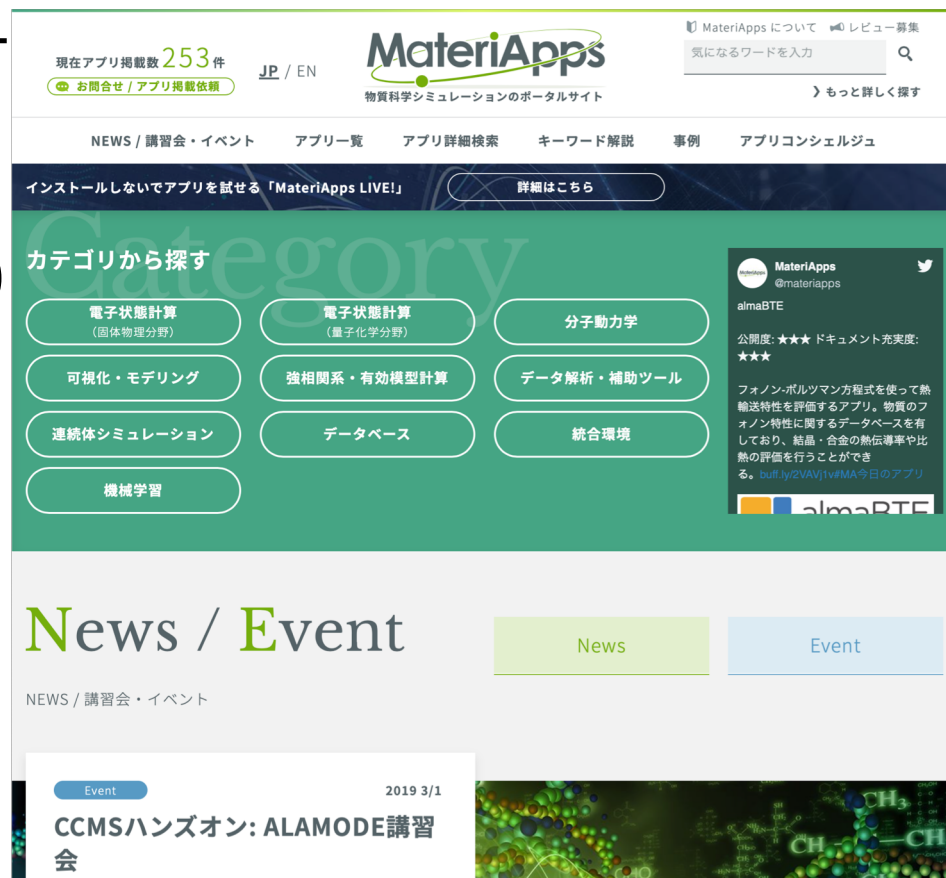 現在アプリ掲載数253件
お問合せ / アプリ掲載依頼
JP / EN
MateriApps
物質科学シミュレーションのポータルサイト
MateriApps について レビュー募集
気になるワードを入力
もっと詳しく探す
NEWS / 講習会・イベント アプリ一覧 アプリ詳細検索 キーワード解説 事例 アプリコンシェルジュ
インストールしないでアプリを試せる「MateriApps LIVE!」 詳細はこちら
Category
カテゴリから探す
電子状態計算
(固体物理分野)
電子状態計算
(量子化学分野)
分子動力学
可視化・モデリング
強相関系・有効模型計算
データ解析・補助ツール
連続体シミュレーション
データベース
統合環境
機械学習
MateriApps
@materiapps
almaBTE
公開度: ★★★ ドキュメント充実度:
★★★
フォノン-ボルツマン方程式を使って熱
輸送特性を評価するアプリ。物質のフ
ォノン特性に関するデータベースを有
しており、結晶・合金の熱伝導率や比
熱の評価を行うことができ
る。buff.ly/2VAVj1v#MA今日のアプリ
almaBTE
News / Event
News
Event
NEWS / 講習会・イベント
Event
2019 3/1
CCMSハンズオン: ALAMODE講習
会
CH₃
CH
CH